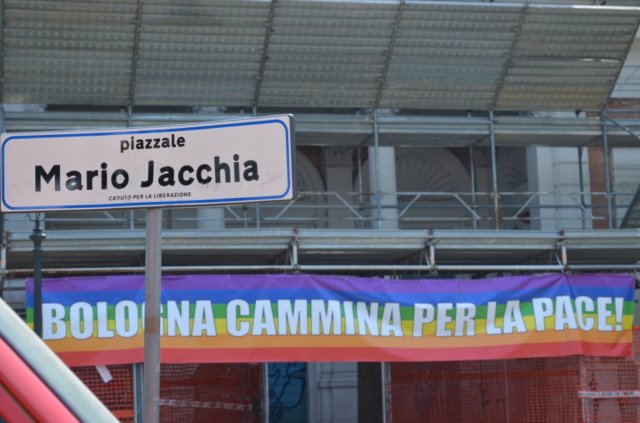 piazzale
Mario Jacchia
CADUTO PER LA LIBERAZIONE
BOLOGNA CAMMINA PER LA PACE!